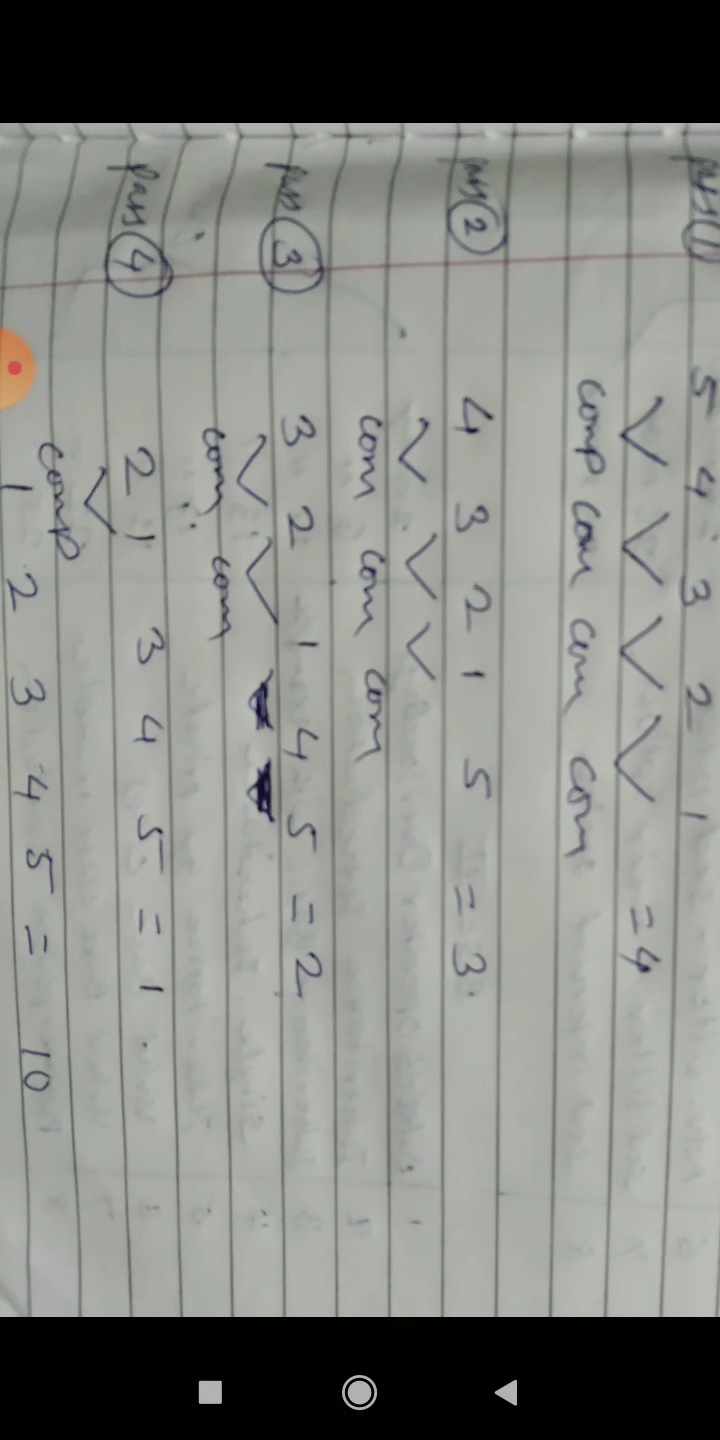 pass 1 5 4 3 2 1
= 4
comp com com com
pass 2 4 3 2 1 5 = 3
com com com
pass 3 3 2 1 4 5 = 2
com com
pass 4 2 1 3 4 5 = 1
comp
1 2 3 4 5 = 10